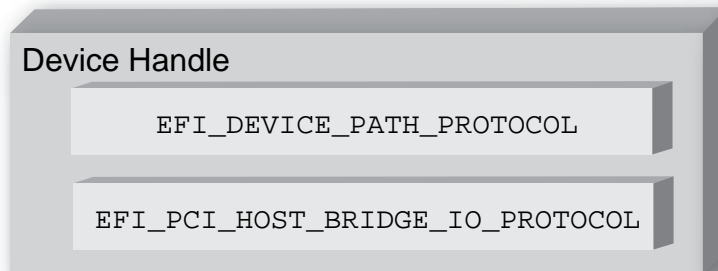 Device Handle
EFI_DEVICE_PATH_PROTOCOL
EFI_PCI_HOST_BRIDGE_IO_PROTOCOL